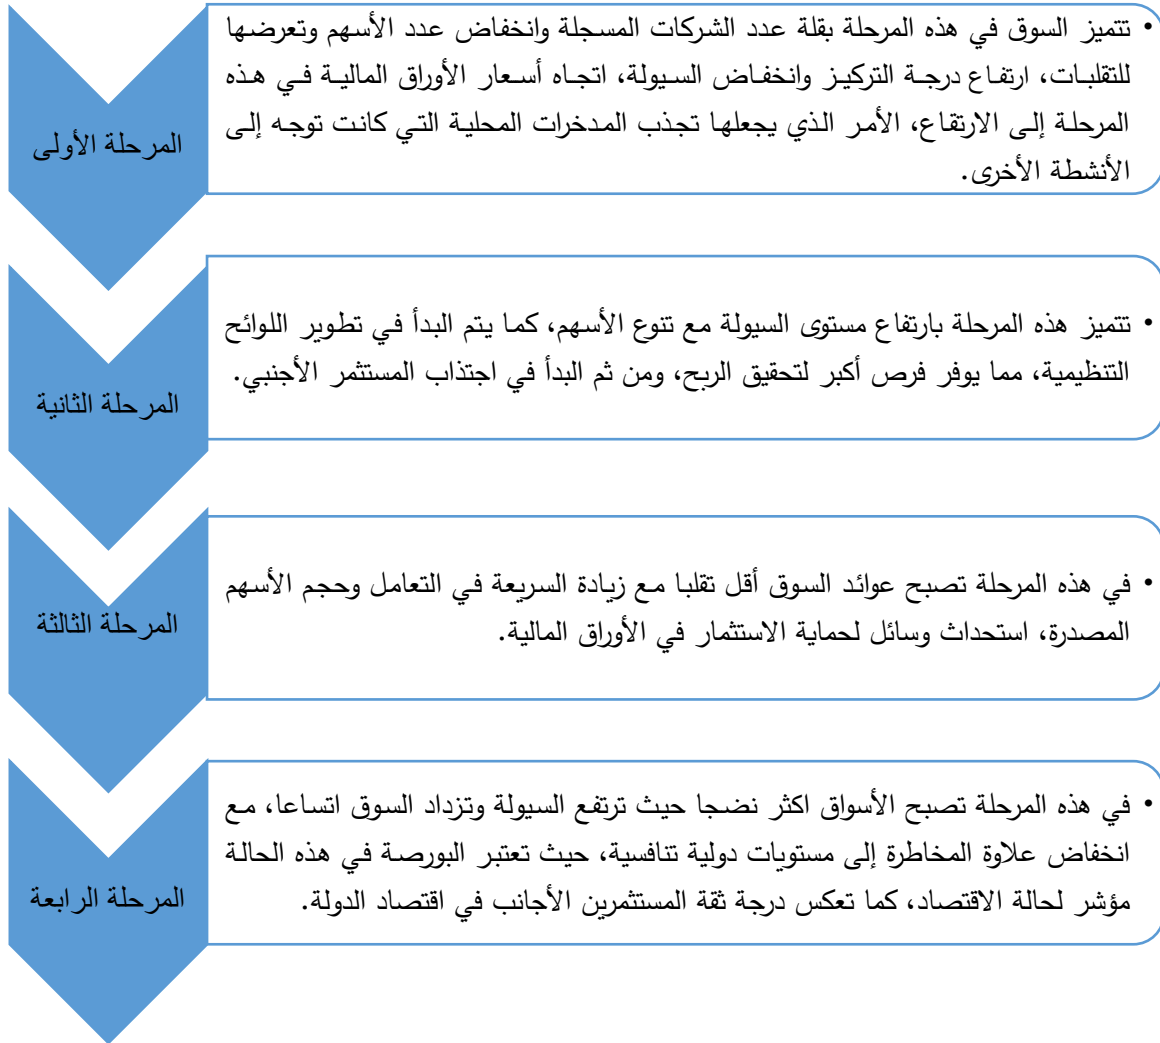 المرحلة الأولى
• تتميز السوق في هذه المرحلة بقلة عدد الشركات المسجلة وانخفاض عدد الأسهم وتعرضها
للتقلبات، ارتفاع درجة التركيز وانخفاض السيولة، اتجاه أسعار الأوراق المالية في هذه
المرحلة إلى الارتفاع، الأمر الذي يجعلها تجذب المدخرات المحلية التي كانت توجه إلى
الأنشطة الأخرى.
المرحلة الثانية
• تتميز هذه المرحلة بارتفاع مستوى السيولة مع تنوع الأسهم، كما يتم البدأ في تطوير اللوائح
التنظيمية، مما يوفر فرص أكبر لتحقيق الربح، ومن ثم البدأ في اجتذاب المستثمر الأجنبي.
المرحلة الثالثة
• في هذه المرحلة تصبح عوائد السوق أقل تقلبا مع زيادة السريعة في التعامل وحجم الأسهم
المصدرة، استحداث وسائل لحماية الاستثمار في الأوراق المالية.
المرحلة الرابعة
• في هذه المرحلة تصبح الأسواق اكثر نضجا حيث ترتفع السيولة وتزداد السوق اتساعا، مع
انخفاض علاوة المخاطرة إلى مستويات دولية تنافسية، حيث تعتبر البورصة في هذه الحالة
مؤشر لحالة الاقتصاد، كما تعكس درجة ثقة المستثمرين الأجانب في اقتصاد الدولة.